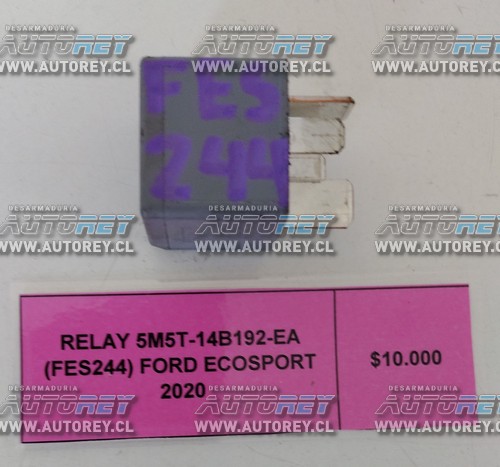 DESARMADURIA DESARMADURIA DESARMADURIA
AUTOREY AUTOREY AUTOREY
WWW.AUTOREY.CL WWW.AUTOREY.CL WWW.AUTOREY.CL
FES
244
DESARMADURIA DESARMADURIA DESARMADURIA
AUTOREY AUTOREY AUTOREY
WWW.AUTOREY.CL WWW.AUTOREY.CL WWW.AUTOREY.CL
RELAY 5M5T-14B192-EA
(FES244) FORD ECOSPORT
2020
$10.000
DESARMADURIA DESARMADURIA DESARMADURIA
AUTOREY AUTOREY AUTOREY
WWW.AUTOREY.CL WWW.AUTOREY.CL WWW.AUTOREY.CL